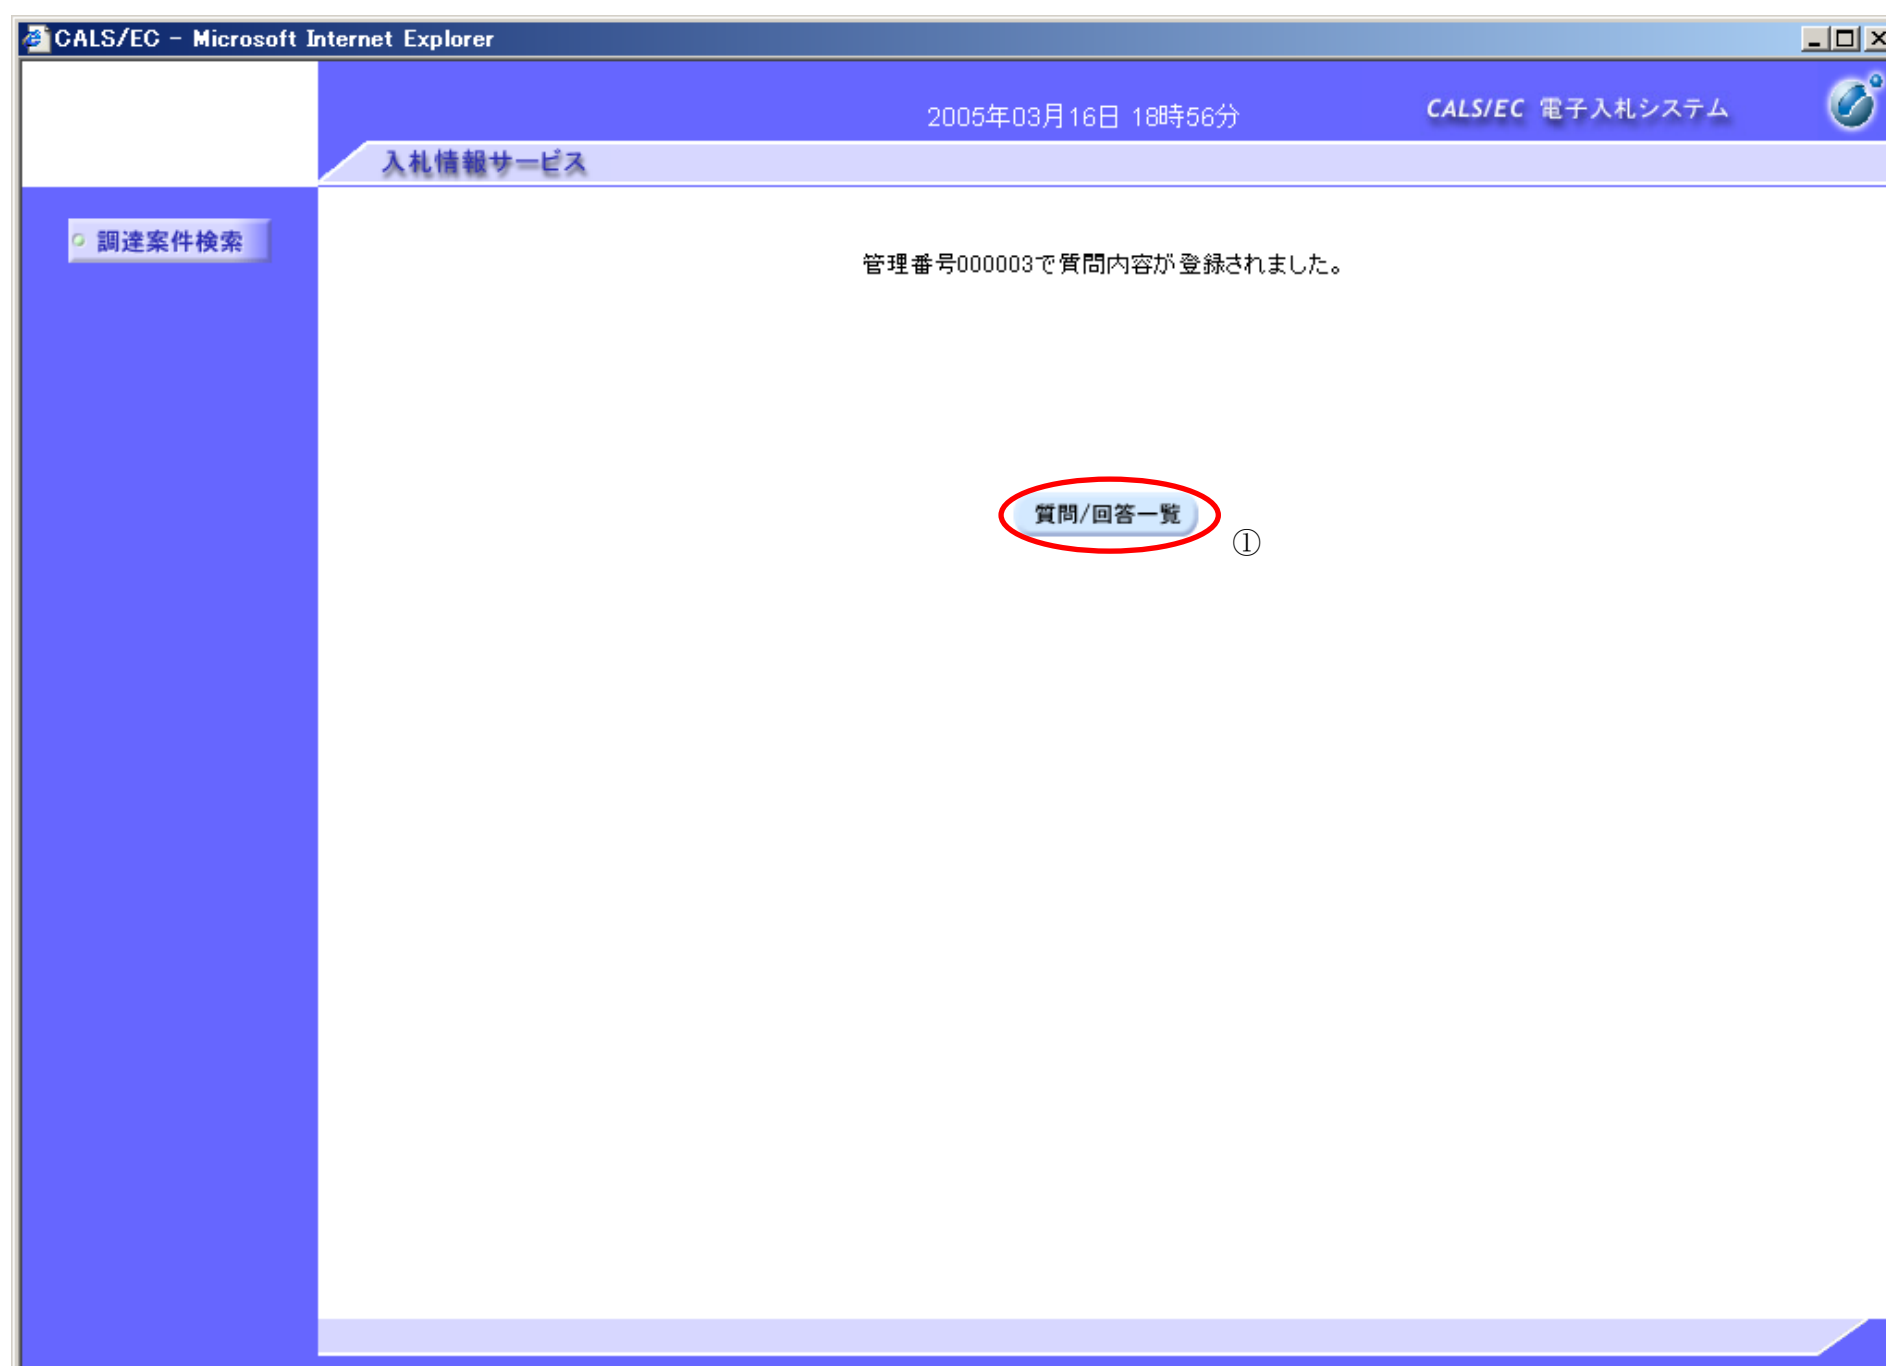 CALS/EC - Microsoft Internet Explorer
2005年03月16日 18時56分
CALS/EC 電子入札システム
入札情報サービス
調達案件検索
管理番号000003で質問内容が登録されました。
質問/回答一覧
①